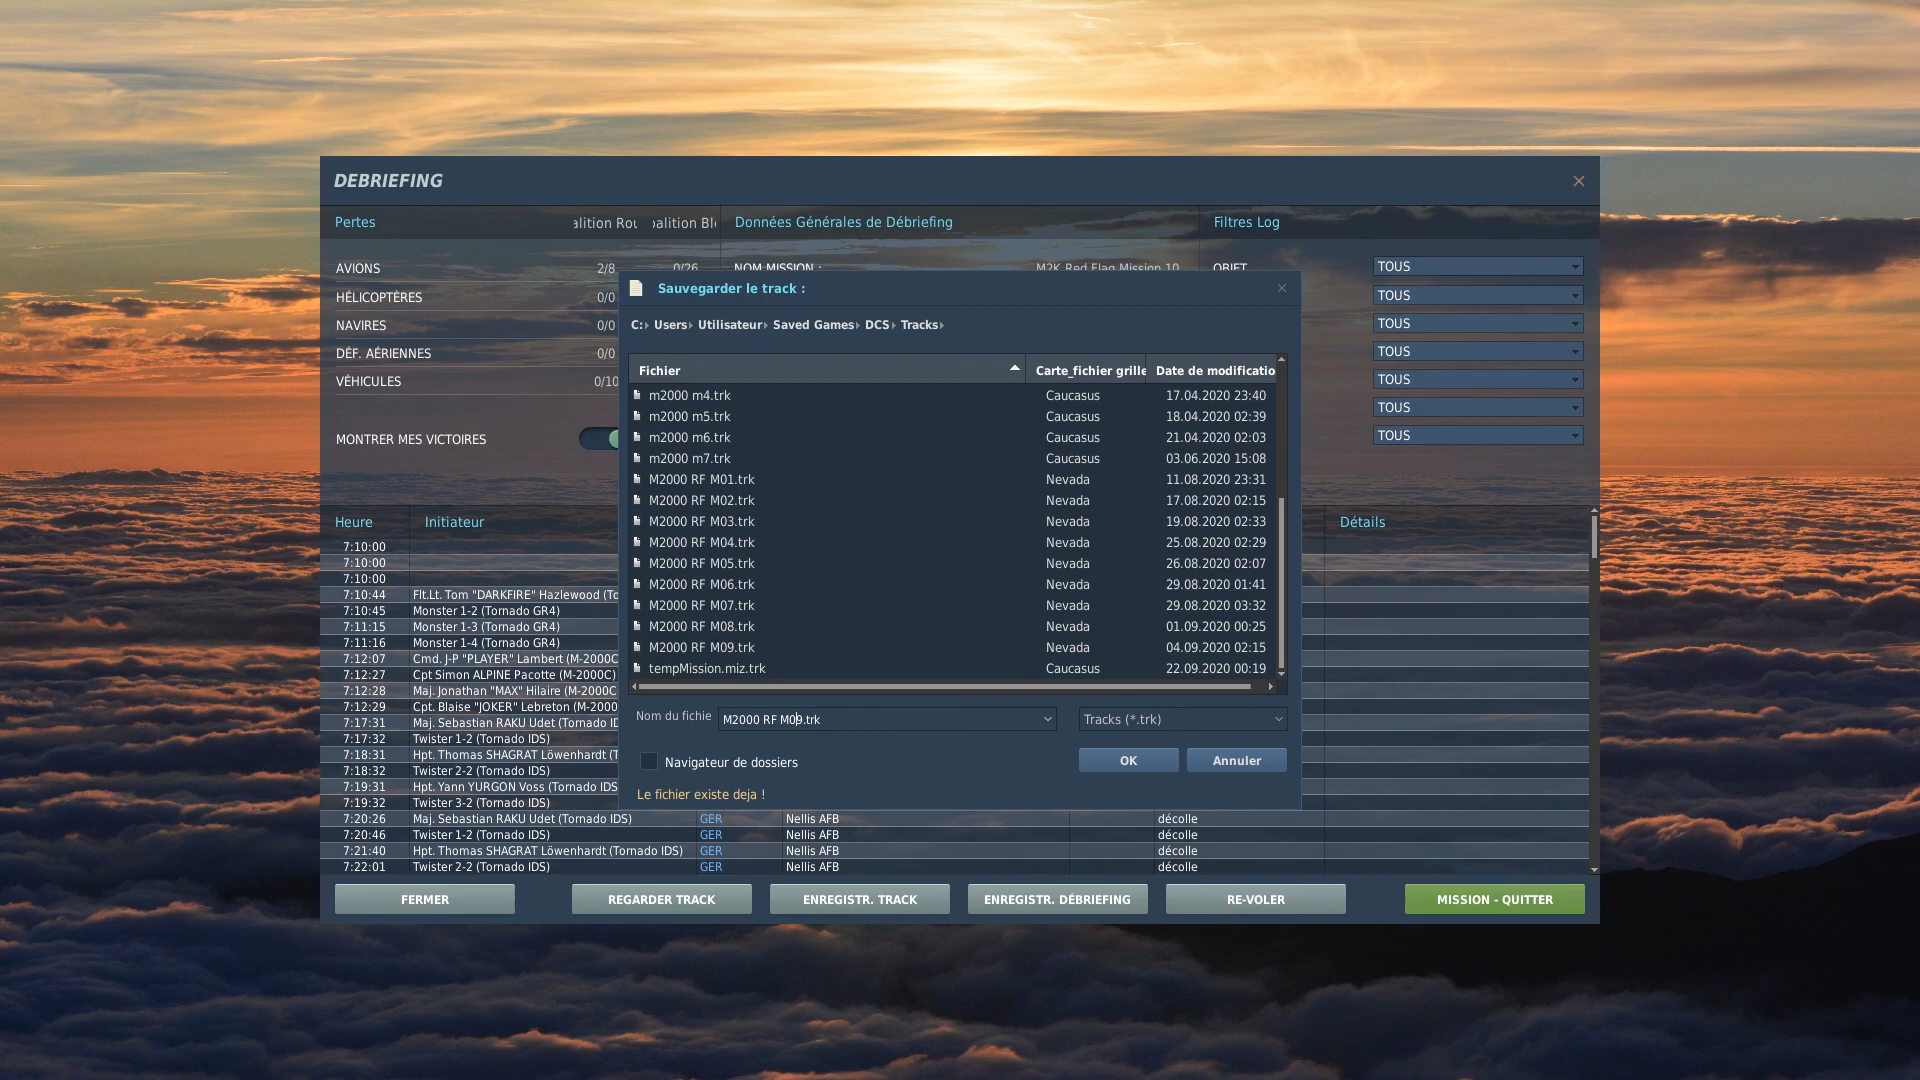 DEBRIEFING
Pertes
Données Générales de Débriefing
Filtres Log
AVIONS 2/8 0/26
NOM MISSION : M2K Red Flag Mission 10
OBJET TOUS
HÉLICOPTÈRES 0/0
TOUS
NAVIRES 0/0
TOUS
DÉF. AÉRIENNES 0/0
TOUS
VÉHICULES 0/10
TOUS
TOUS
MONTRER MES VICTOIRES
TOUS
Sauvegarder le track :
C: Users Utilisateur Saved Games DCS Tracks
Fichier Carte_fichier grille Date de modificatio
m2000 m4.trk Caucasus 17.04.2020 23:40
m2000 m5.trk Caucasus 18.04.2020 02:39
m2000 m6.trk Caucasus 21.04.2020 02:03
m2000 m7.trk Caucasus 03.06.2020 15:08
M2000 RF M01.trk Nevada 11.08.2020 23:31
M2000 RF M02.trk Nevada 17.08.2020 02:15
M2000 RF M03.trk Nevada 19.08.2020 02:33
M2000 RF M04.trk Nevada 25.08.2020 02:29
M2000 RF M05.trk Nevada 26.08.2020 02:07
M2000 RF M06.trk Nevada 29.08.2020 01:41
M2000 RF M07.trk Nevada 29.08.2020 03:32
M2000 RF M08.trk Nevada 01.09.2020 00:25
M2000 RF M09.trk Nevada 04.09.2020 02:15
tempMission.miz.trk Caucasus 22.09.2020 00:19
Nom du fichie M2000 RF M09.trk Tracks (*.trk)
Navigateur de dossiers
OK Annuler
Le fichier existe deja !
Heure Initiateur Détails
7:10:00
7:10:00
7:10:00
7:10:44 Flt.Lt. Tom "DARKFIRE" Hazlewood (To
7:10:45 Monster 1-2 (Tornado GR4)
7:11:15 Monster 1-3 (Tornado GR4)
7:11:16 Monster 1-4 (Tornado GR4)
7:12:07 Cmd. J-P "PLAYER" Lambert (M-2000C
7:12:27 Cpt Simon ALPINE Pacotte (M-2000C)
7:12:28 Maj. Jonathan "MAX" Hilaire (M-2000C
7:12:29 Cpt. Blaise "JOKER" Lebreton (M-2000
7:17:31 Maj. Sebastian RAKU Udet (Tornado ID
7:17:32 Twister 1-2 (Tornado IDS)
7:18:31 Hpt. Thomas SHAGRAT Löwenhardt (T
7:18:32 Twister 2-2 (Tornado IDS)
7:19:31 Hpt. Yann YURGON Voss (Tornado IDS
7:19:32 Twister 3-2 (Tornado IDS)
7:20:26 Maj. Sebastian RAKU Udet (Tornado IDS) GER Nellis AFB décolle
7:20:46 Twister 1-2 (Tornado IDS) GER Nellis AFB décolle
7:21:40 Hpt. Thomas SHAGRAT Löwenhardt (Tornado IDS) GER Nellis AFB décolle
7:22:01 Twister 2-2 (Tornado IDS) GER Nellis AFB décolle
FERMER REGARDER TRACK ENREGISTR. TRACK ENREGISTR. DÉBRIEFING RE-VOLER MISSION - QUITTER